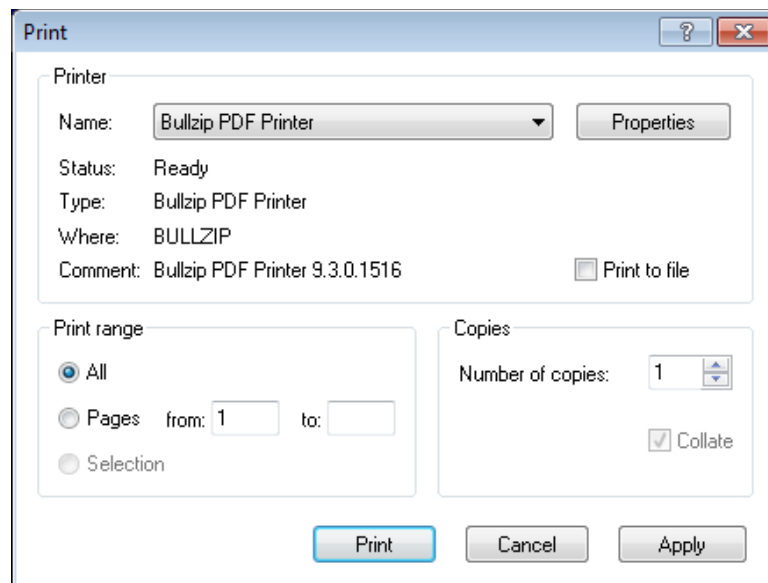 Print
Printer
Name: Bullzip PDF Printer Properties
Status: Ready
Type: Bullzip PDF Printer
Where: BULLZIP
Comment: Bullzip PDF Printer 9.3.0.1516 Print to file
Print range Copies
All Number of copies: 1
Pages from: 1 to:
Collate
Selection
Print Cancel Apply